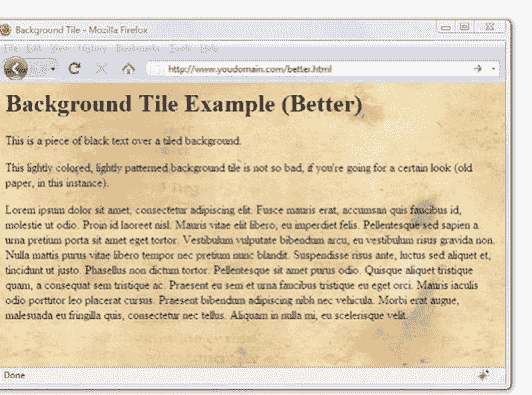 Background Tile - Mozilla Firefox
File Edit View History Bookmarks Tools Help
http://www.youdomain.com/better.html
Background Tile Example (Better)
This is a piece of black text over a tiled background.
This lightly colored, lightly patterned background tile is not so bad, if you're going for a certain look (old
paper, in this instance).
Lorem ipsum dolor sit amet, consectetur adipiscing elit. Fusce mauris erat, accumsan quis faucibus id,
molestie ut odio. Proin id laoreet nisl. Mauris vitae elit libero, eu imperdiet felis. Pellentesque sed sapien a
urna pretium porta sit amet eget tortor. Vestibulum vulputate bibendum arcu, eu vestibulum risus gravida non.
Nulla mattis purus vitae libero tempor nec pretium nunc blandit. Suspendisse risus ante, luctus sed aliquet et,
tincidunt ut justo. Phasellus non dictum tortor. Pellentesque sit amet purus odio. Quisque aliquet tristique
quam, a consequat sem tristique ac. Praesent eu sem et urna faucibus tristique eu eget orci. Mauris iaculis
odio porttitor leo placerat cursus. Praesent bibendum adipiscing nibh nec vehicula. Morbi erat augue,
malesuada eu fringilla quis, consectetur nec tellus. Aliquam in nulla mi, eu scelerisque velit.
Done